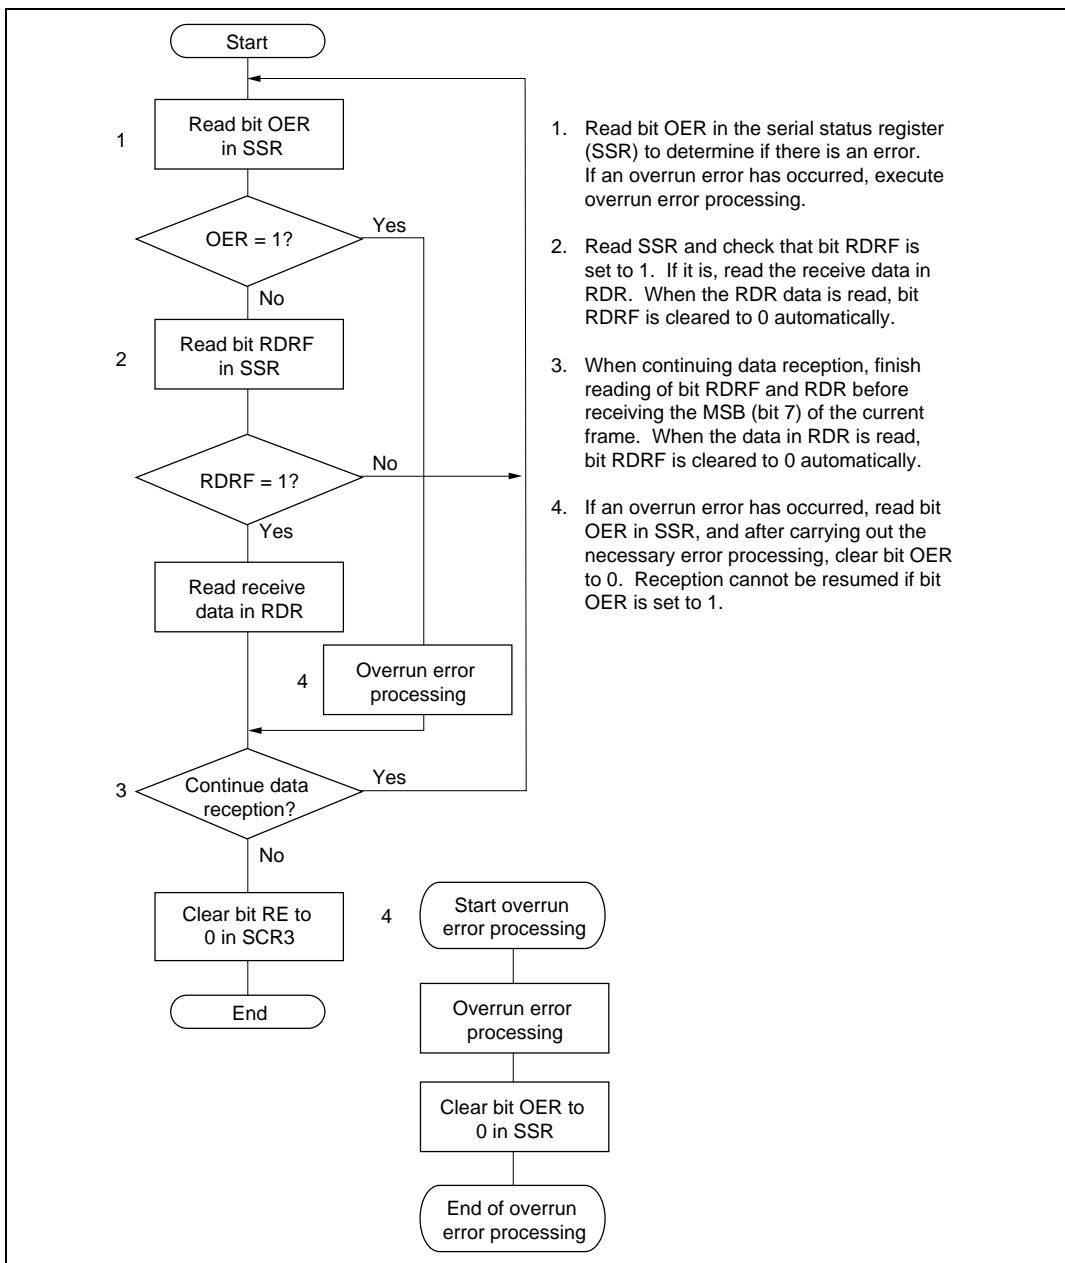 Start
1
Read bit OER
in SSR
OER = 1?
Yes
No
2
Read bit RDRF
in SSR
RDRF = 1?
No
Yes
Read receive
data in RDR
4
Overrun error
processing
3
Continue data
reception?
Yes
No
Clear bit RE to
0 in SCR3
End
4
Start overrun
error processing
Overrun error
processing
Clear bit OER to
0 in SSR
End of overrun
error processing
1. Read bit OER in the serial status register
(SSR) to determine if there is an error.
If an overrun error has occurred, execute
overrun error processing.
2. Read SSR and check that bit RDRF is
set to 1. If it is, read the receive data in
RDR. When the RDR data is read, bit
RDRF is cleared to 0 automatically.
3. When continuing data reception, finish
reading of bit RDRF and RDR before
receiving the MSB (bit 7) of the current
frame. When the data in RDR is read,
bit RDRF is cleared to 0 automatically.
4. If an overrun error has occurred, read bit
OER in SSR, and after carrying out the
necessary error processing, clear bit OER
to 0. Reception cannot be resumed if bit
OER is set to 1.